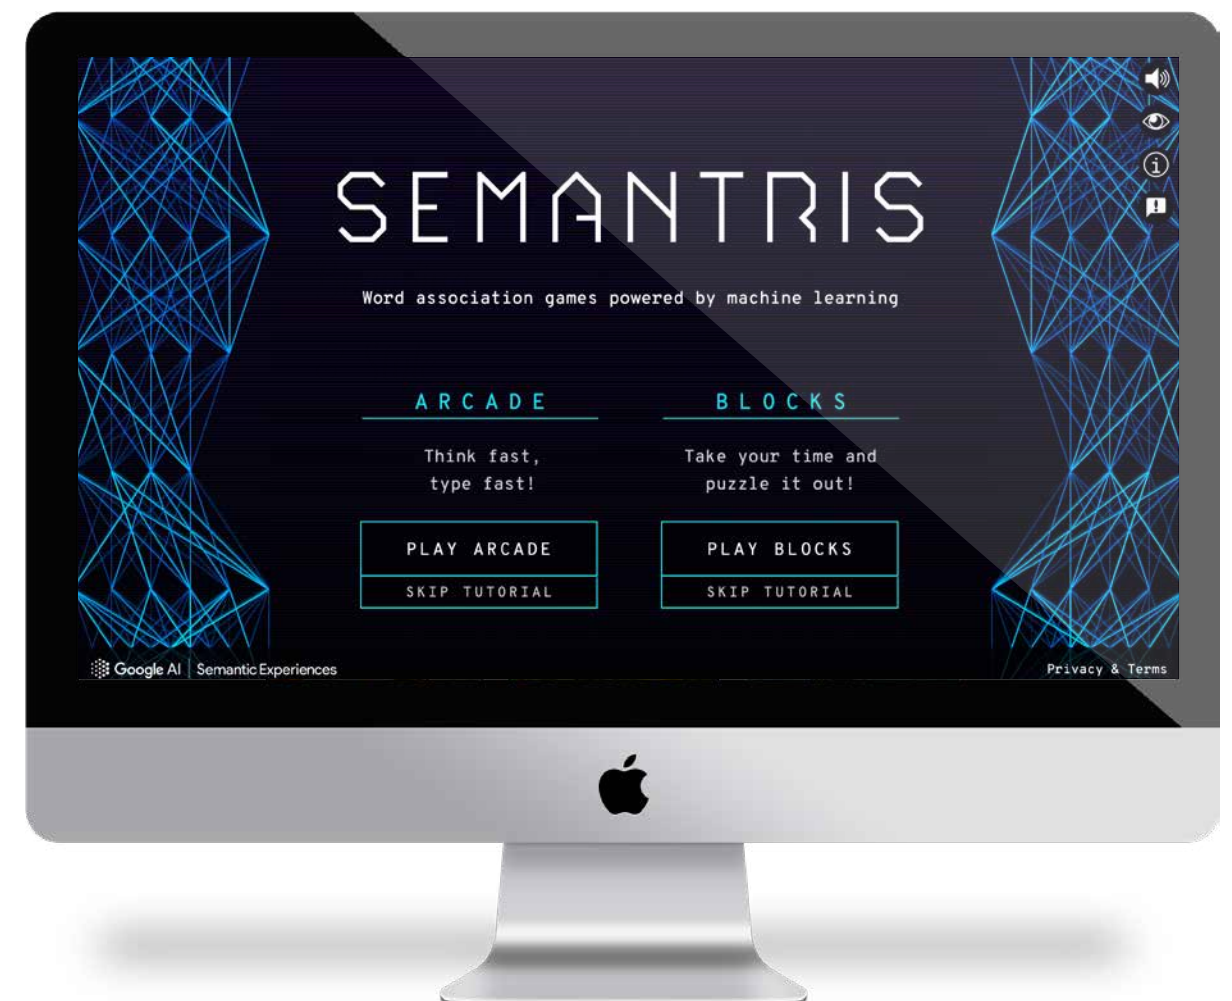 SEMANTRIS
Word association games powered by machine learning
ARCADE
Think fast,
type fast!
PLAY ARCADE
SKIP TUTORIAL
BLOCKS
Take your time and
puzzle it out!
PLAY BLOCKS
SKIP TUTORIAL
Google AI | Semantic Experiences
Privacy & Terms